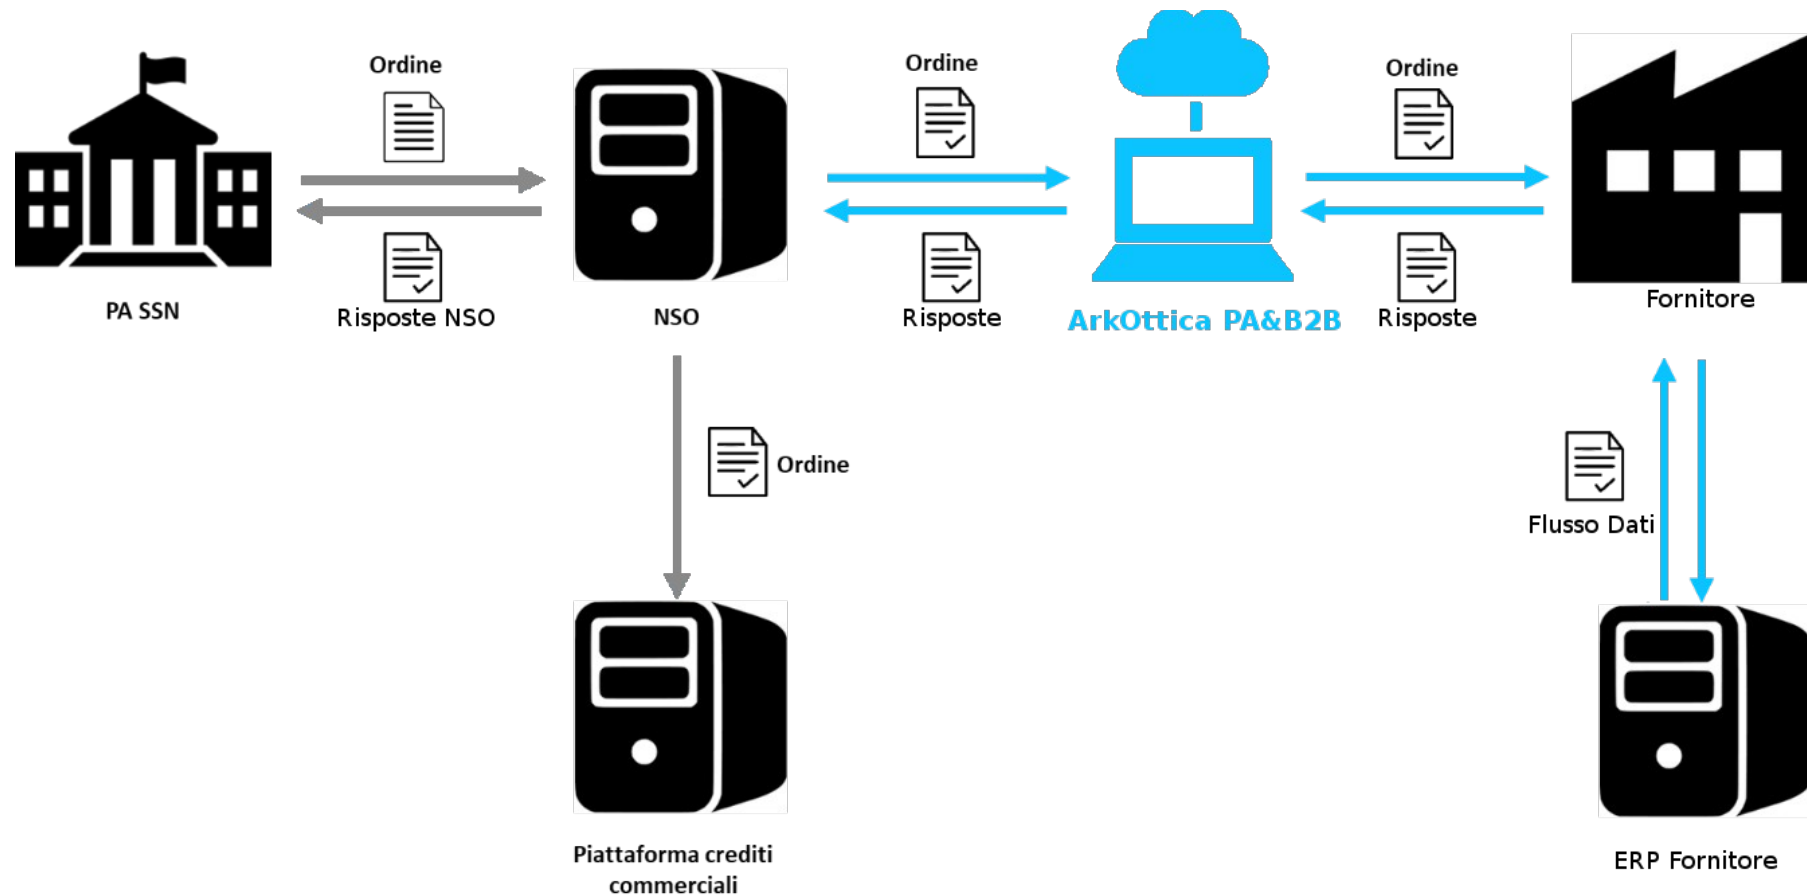 Ordine
Ordine
Ordine
PA SSN
Risposte NSO
NSO
Risposte
ArkOttica PA&B2B
Risposte
Fornitore
Ordine
Flusso Dati
Piattaforma crediti
commerciali
ERP Fornitore